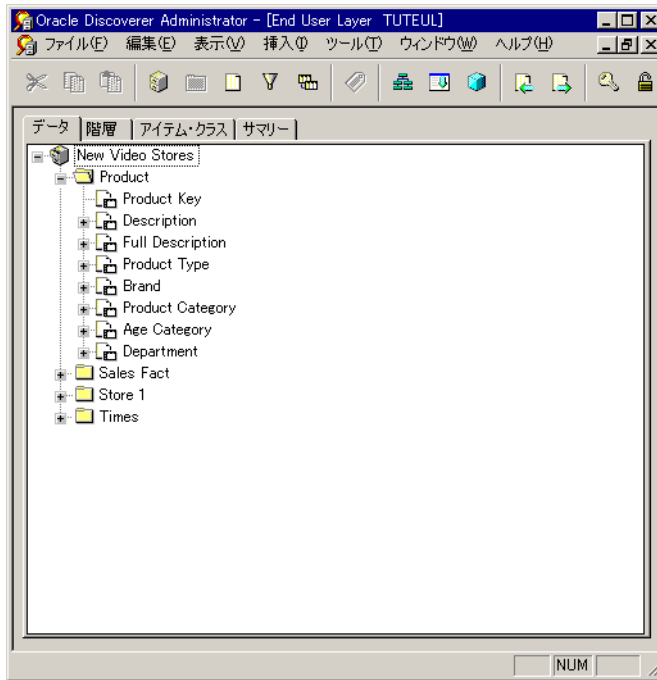 Oracle Discoverer Administrator - [End User Layer TUTEUL]
ファイル(F) 編集(E) 表示(V) 挿入(I) ツール(T) ウィンドウ(W) ヘルプ(H)
データ 階層 アイテム・クラス サマリー
New Video Stores
Product
Product Key
Description
Full Description
Product Type
Brand
Product Category
Age Category
Department
Sales Fact
Store 1
Times
NUM